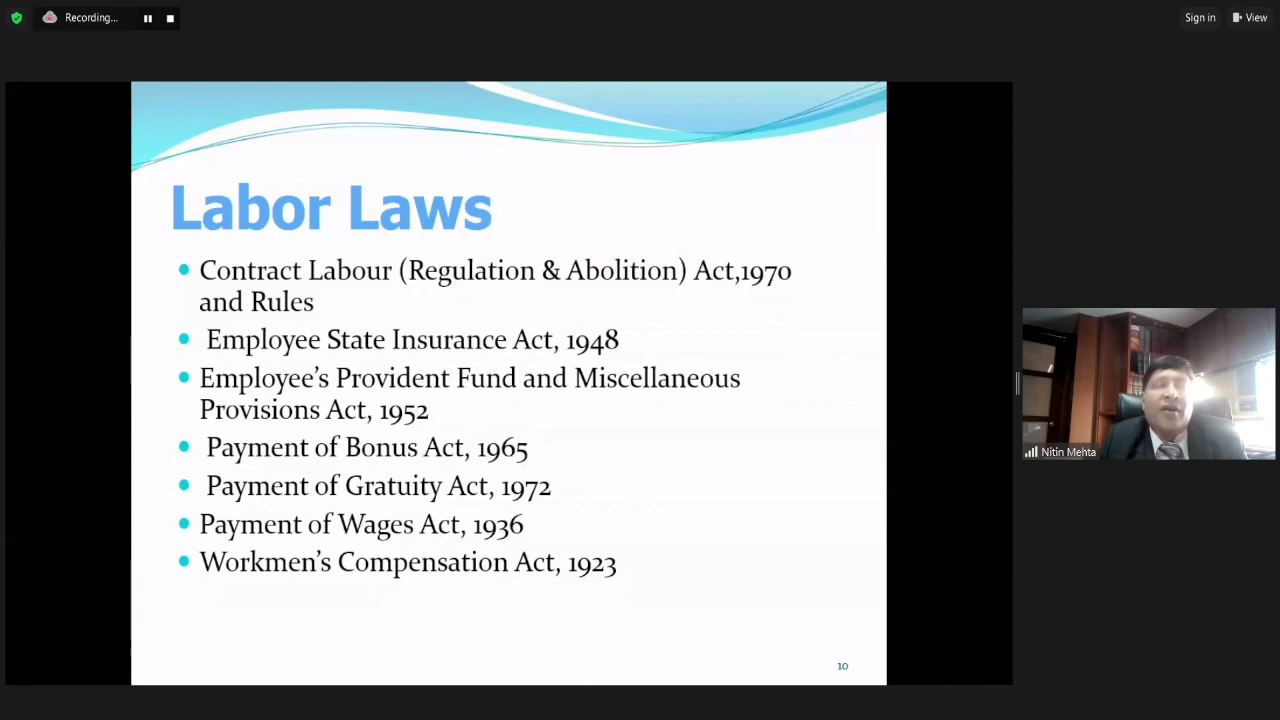 Recording...
Sign in
View
Labor Laws
Contract Labour (Regulation & Abolition) Act,1970
and Rules
Employee State Insurance Act, 1948
Employee’s Provident Fund and Miscellaneous
Provisions Act, 1952
Payment of Bonus Act, 1965
Payment of Gratuity Act, 1972
Payment of Wages Act, 1936
Workmen’s Compensation Act, 1923
10
Nitin Mehta